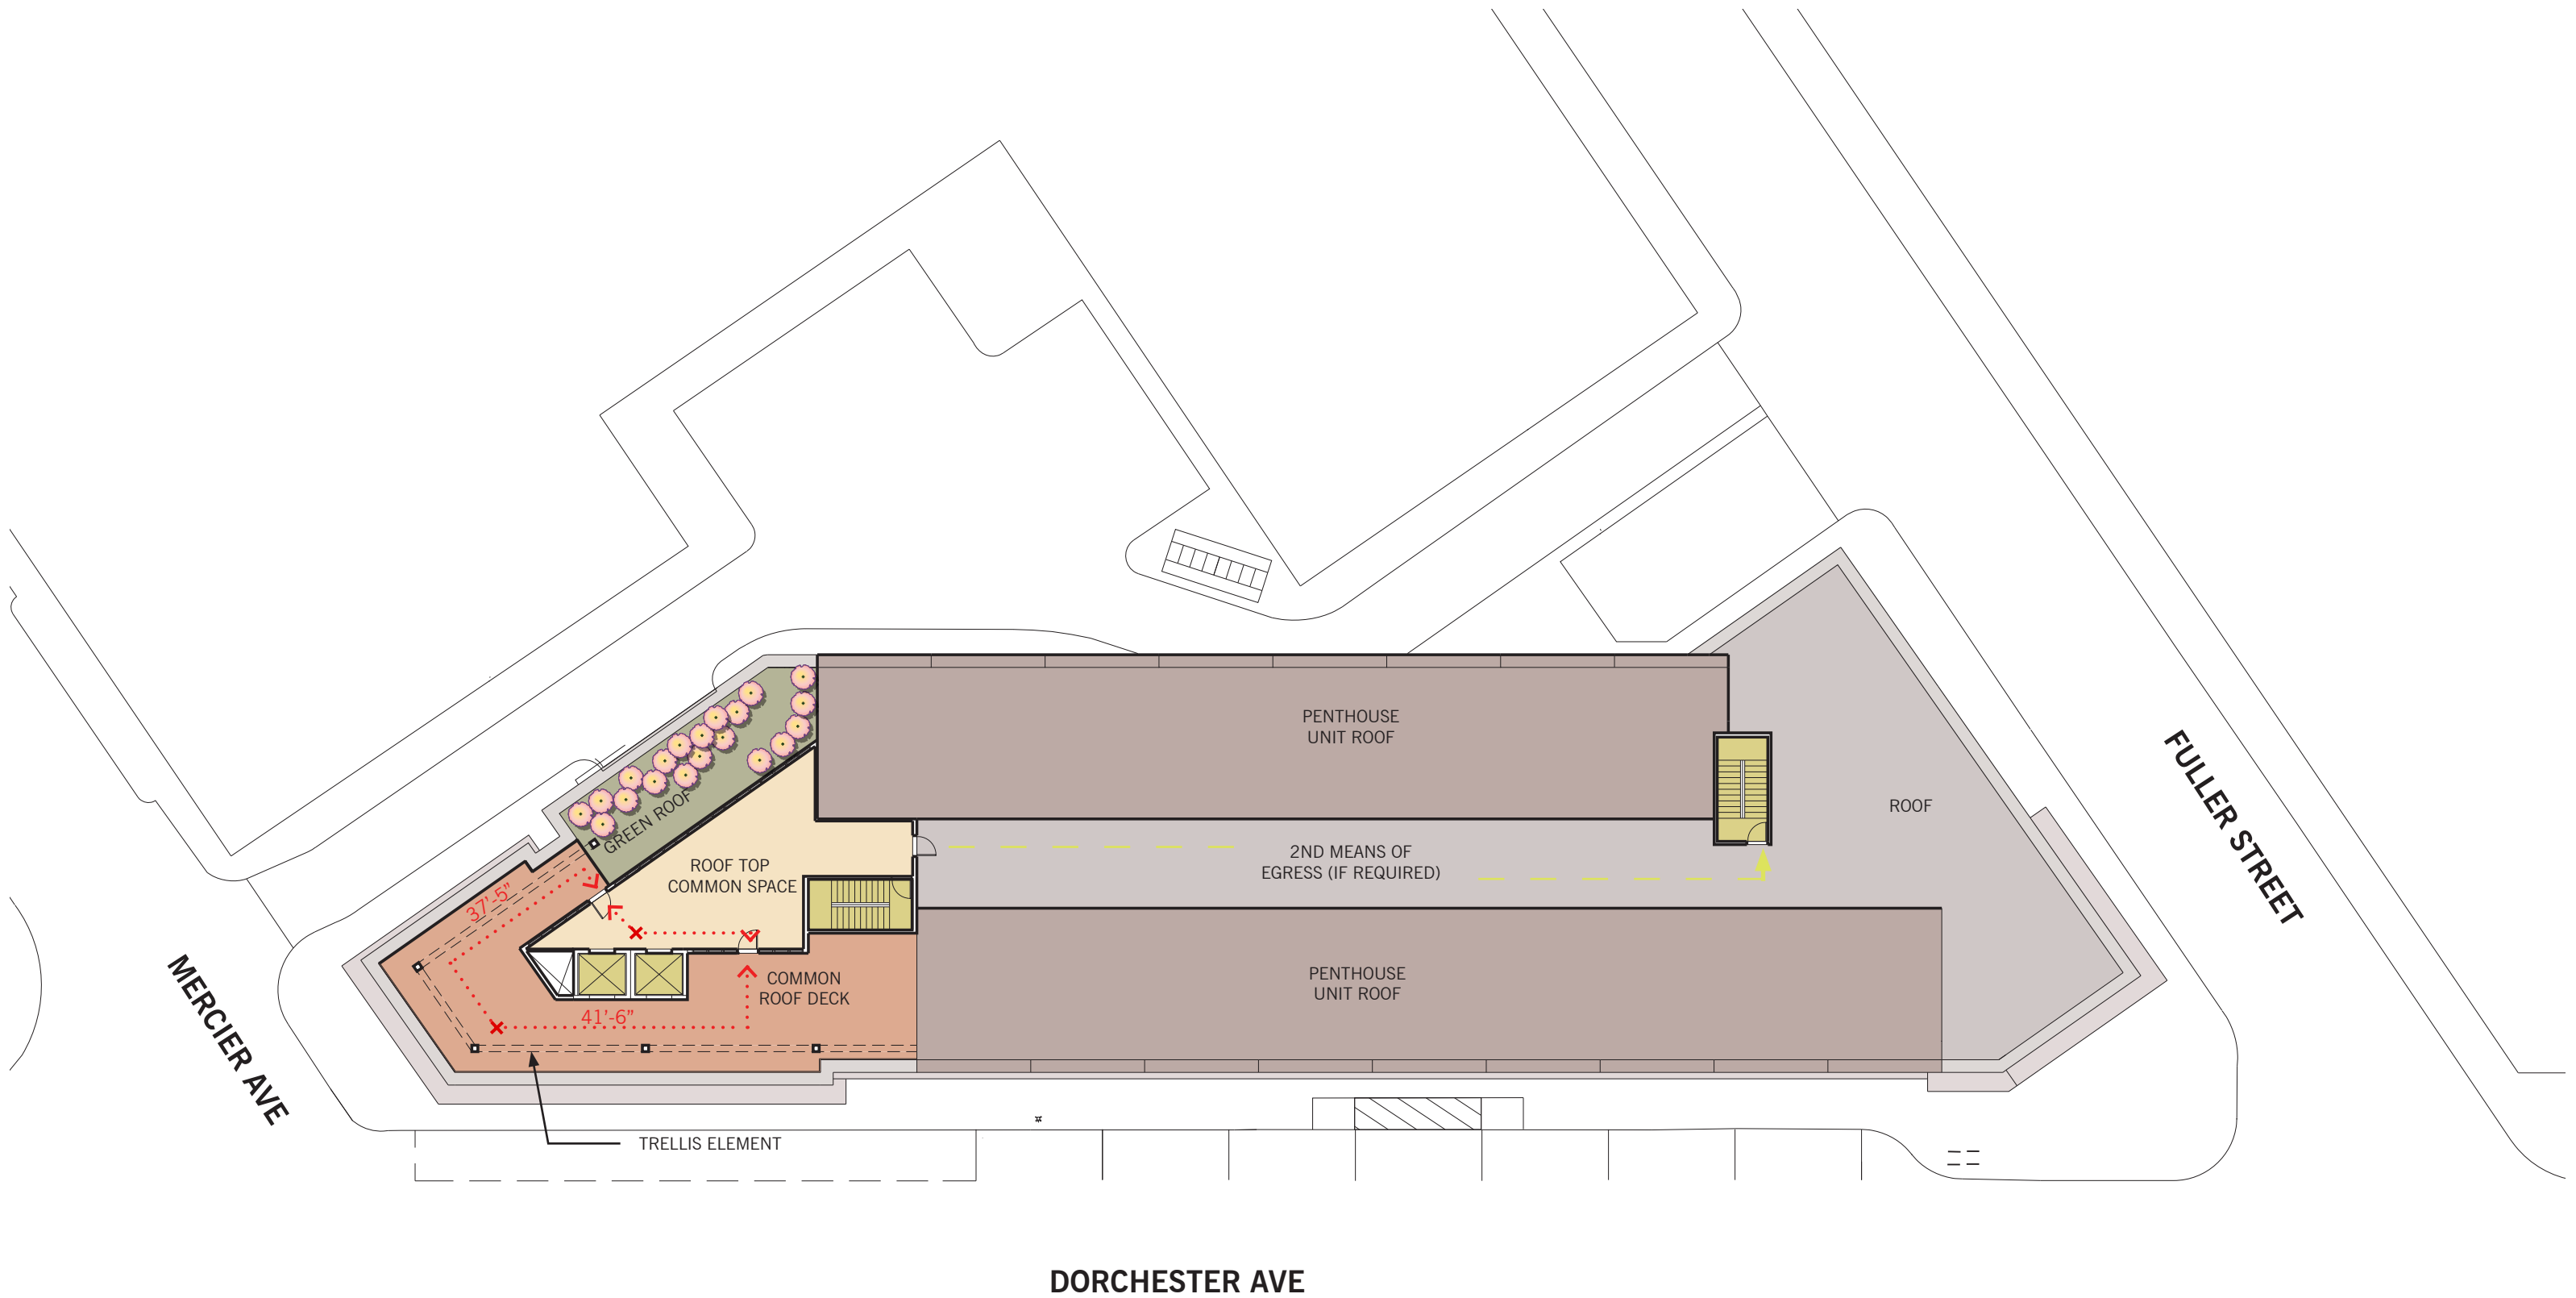 PENTHOUSE
UNIT ROOF
ROOF
GREEN ROOF
2ND MEANS OF
EGRESS (IF REQUIRED)
ROOF TOP
COMMON SPACE
37’-5”
COMMON
ROOF DECK
PENTHOUSE
UNIT ROOF
41’-6”
TRELLIS ELEMENT
MERCIER AVE
FULLER STREET
DORCHESTER AVE